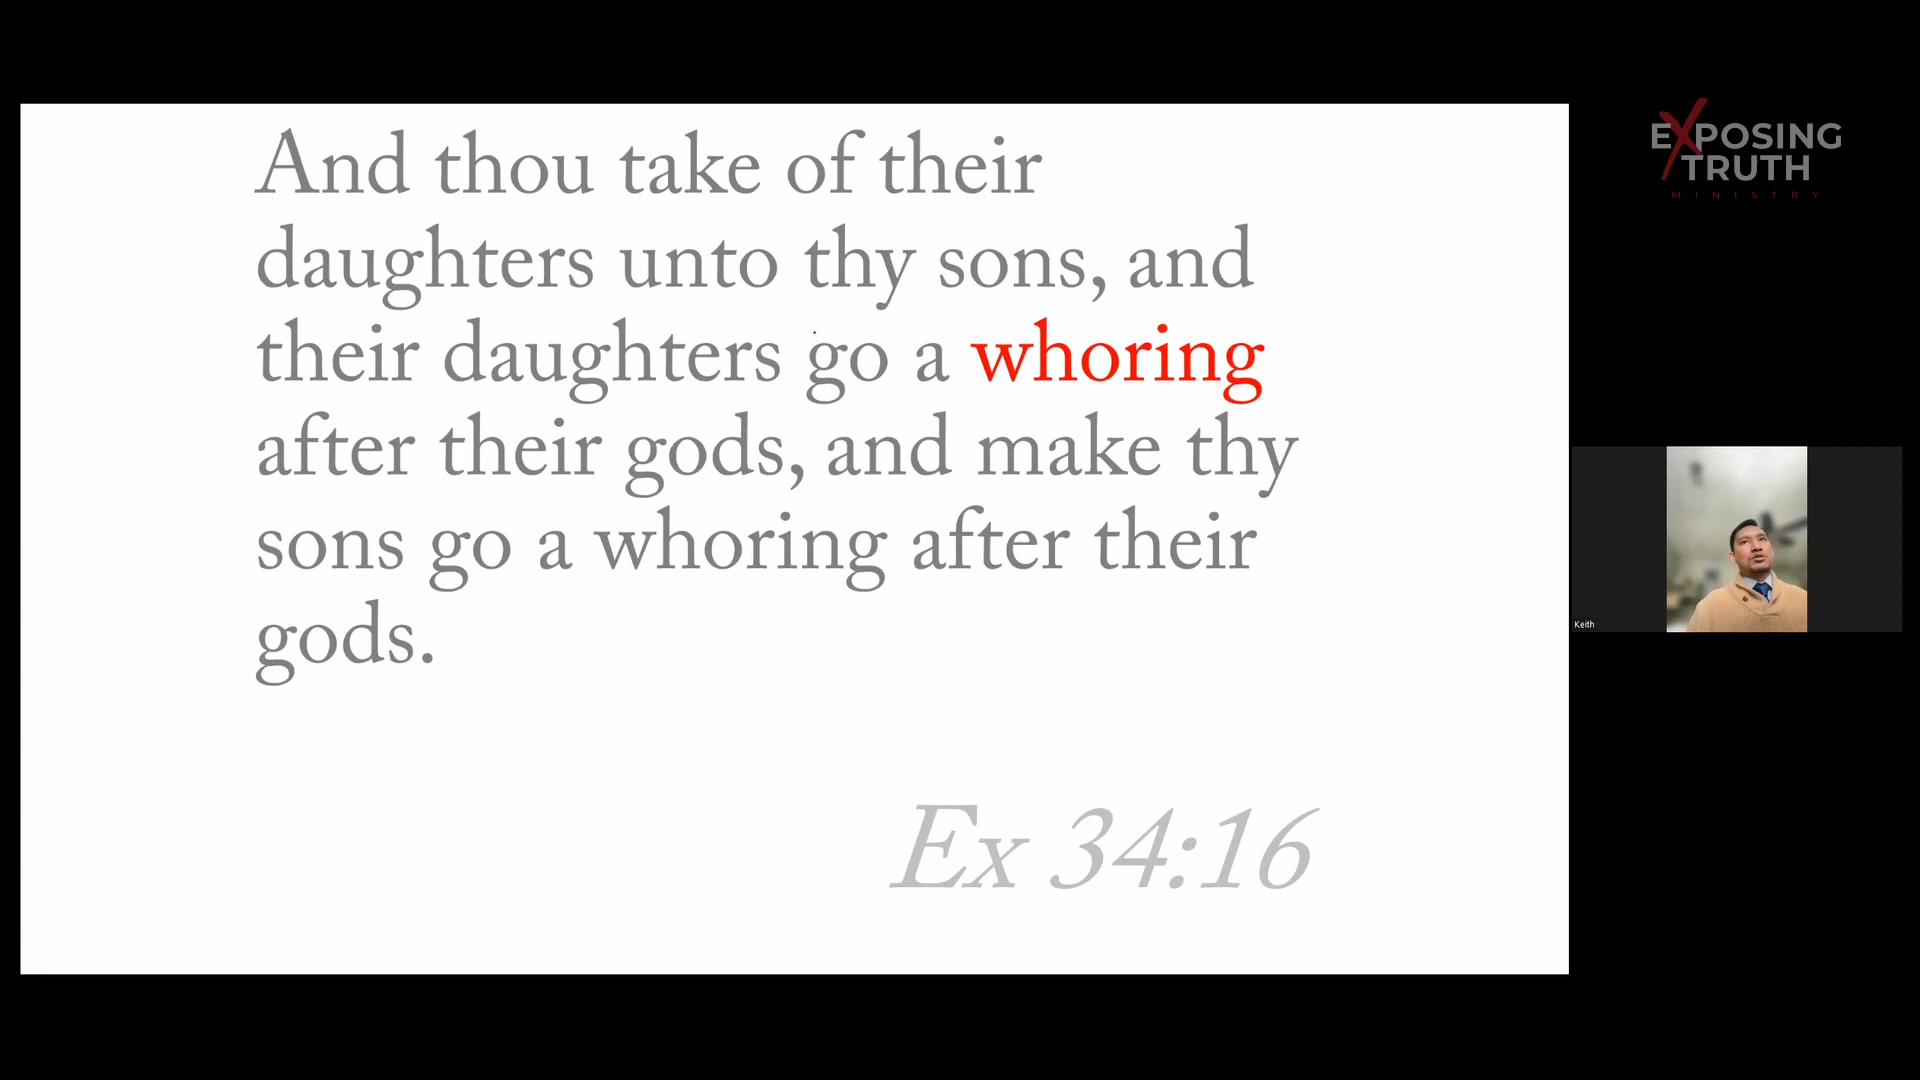 And thou take of their
daughters unto thy sons, and
their daughters go a whoring
after their gods, and make thy
sons go a whoring after their
gods.
Ex 34:16
EXPOSING
TRUTH
MINISTRY
Keith